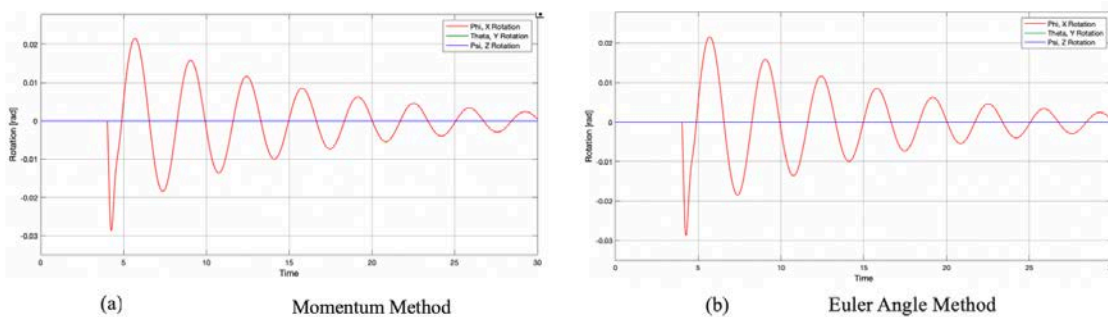 Phi, X Rotation
Theta, Y Rotation
Psi, Z Rotation
0.02
0.01
0
-0.01
-0.02
-0.03
Rotation [rad]
0 5 10 15 20 25 30
Time
(a) Momentum Method
Phi, X Rotation
Theta, Y Rotation
Psi, Z Rotation
0.02
0.01
0
-0.01
-0.02
-0.03
Rotation [rad]
0 5 10 15 20 25 30
Time
(b) Euler Angle Method